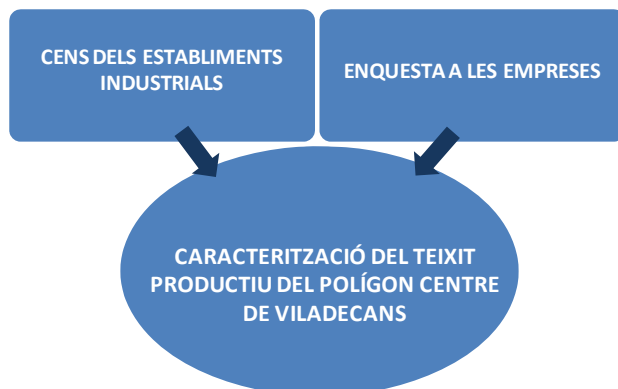 CENS DELS ESTABLIMENTS
INDUSTRIALS
ENQUESTA A LES EMPRESES
CARACTERITZACIÓ DEL TEIXIT
PRODUCTIU DEL POLÍGON CENTRE
DE VILADECANS